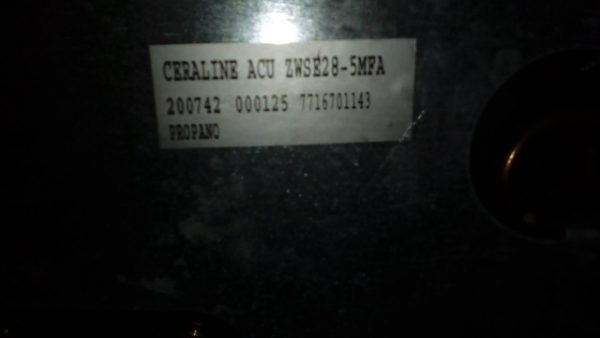 CERALINE ACU ZWSE28-5MFA
200742 000125 7716701143
PROPANO